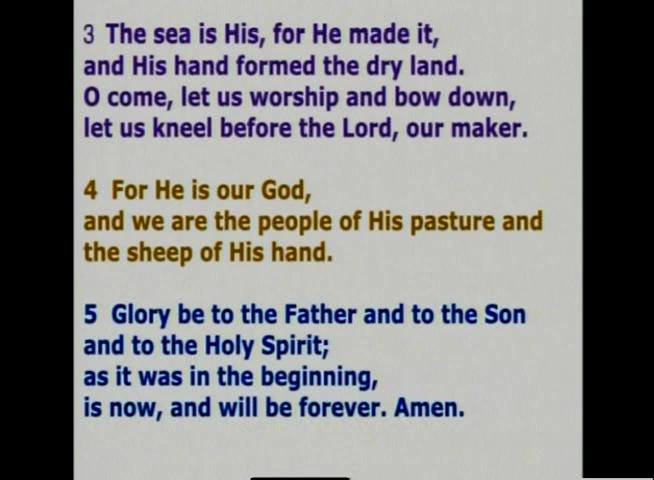 3 The sea is His, for He made it,
and His hand formed the dry land.
O come, let us worship and bow down,
let us kneel before the Lord, our maker.
4 For He is our God,
and we are the people of His pasture and
the sheep of His hand.
5 Glory be to the Father and to the Son
and to the Holy Spirit;
as it was in the beginning,
is now, and will be forever. Amen.